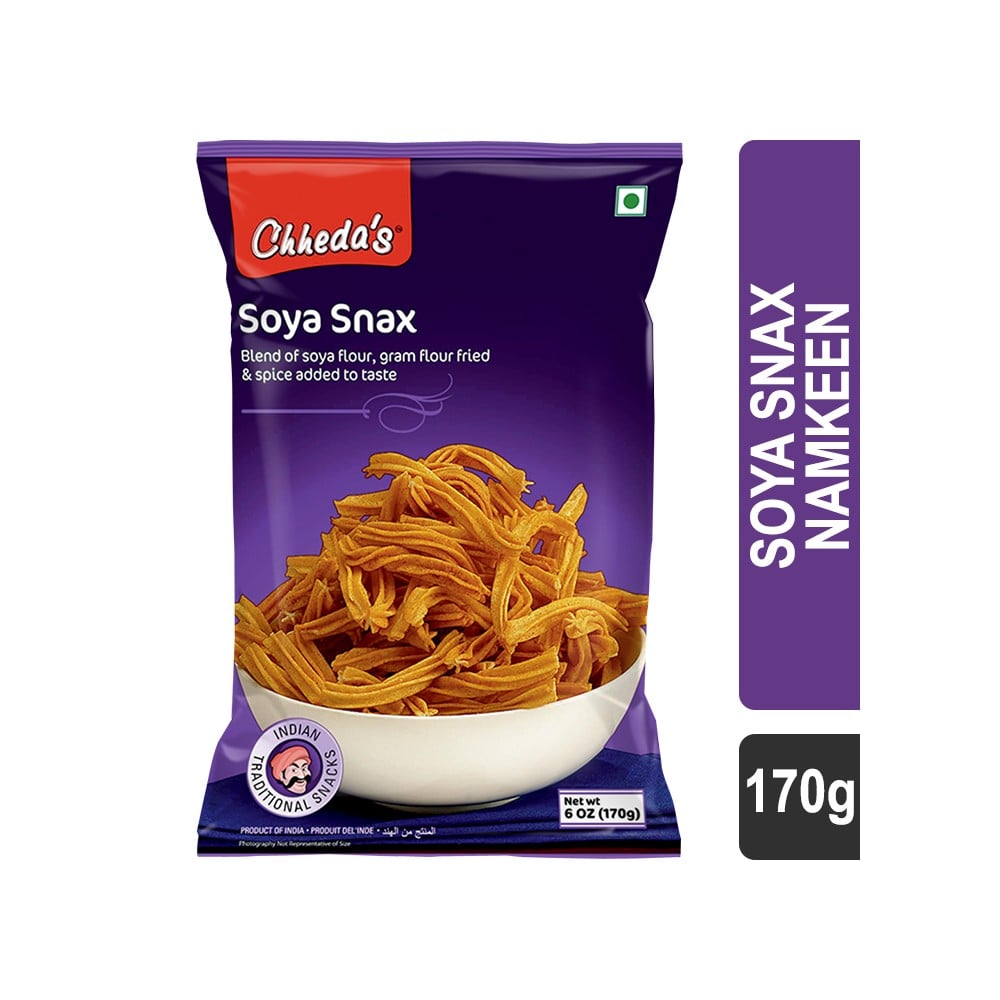 Chheda's™
Soya Snax
Blend of soya flour, gram flour fried
& spice added to taste
INDIAN
TRADITIONAL SNACKS
Net wt
6 OZ (170g)
PRODUCT OF INDIA • PRODUIT DEL'INDE • المنتج من الهند
Photography Not Representative of Size
SOYA SNAX
NAMKEEN
170g